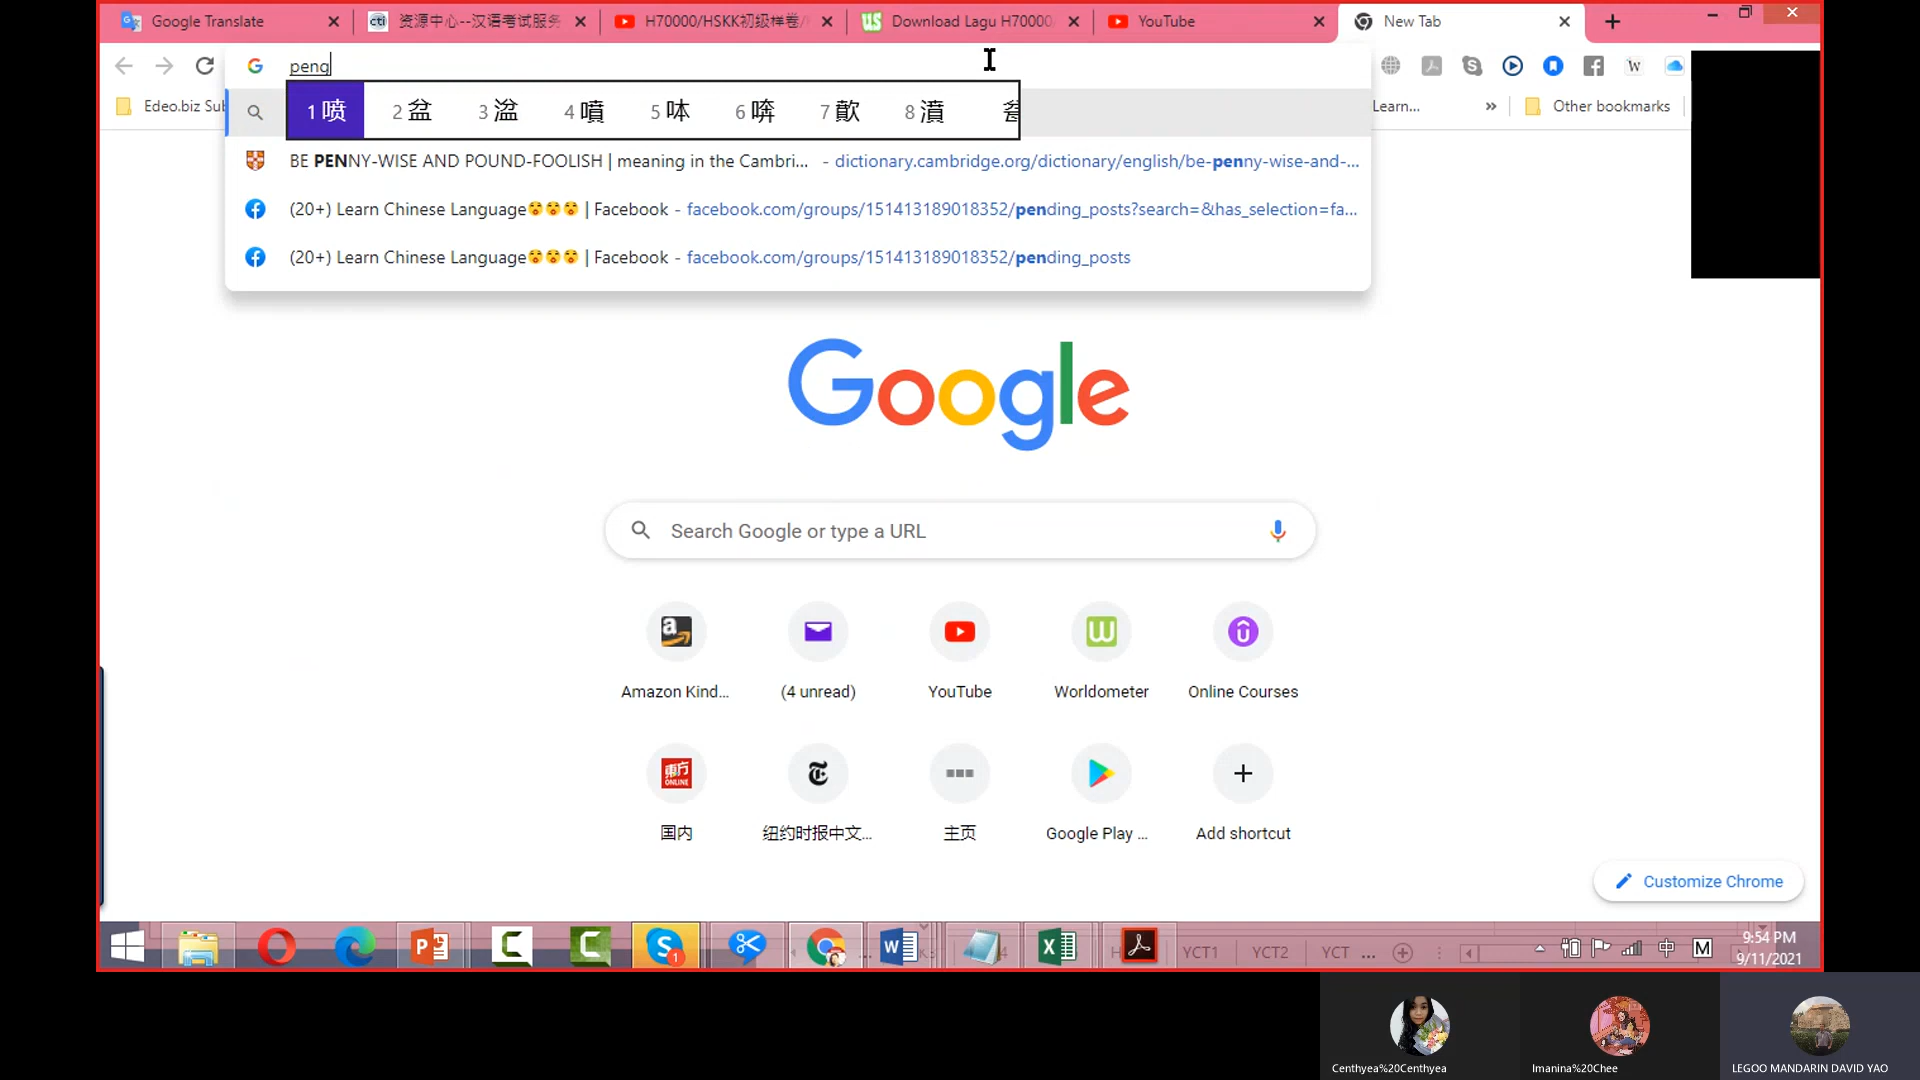 Google Translate
资源中心--汉语考试服务
H70000/HSKK初级样卷/
Download Lagu H70000
YouTube
New Tab
peng
W
Edeo.biz Sub
1 喷 2 盆 3 湓 4 噴 5 呠 6 喯 7 歕 8 濆
Learn...
»
Other bookmarks
BE PENNY-WISE AND POUND-FOOLISH | meaning in the Cambri... - dictionary.cambridge.org/dictionary/english/be-penny-wise-and-...
(20+) Learn Chinese Language | Facebook - facebook.com/groups/151413189018352/pending_posts?search=&has_selection=fa...
(20+) Learn Chinese Language | Facebook - facebook.com/groups/151413189018352/pending_posts
Google
Search Google or type a URL
Amazon Kind...
(4 unread)
YouTube
Worldometer
Online Courses
東方
ONLINE
国内
纽约时报中文...
主页
Google Play ...
Add shortcut
Customize Chrome
YCT1
YCT2
YCT ...
中
M
9:54 PM
9/11/2021
Centhyea%20Centhyea
Imanina%20Chee
LEGOO MANDARIN DAVID YAO